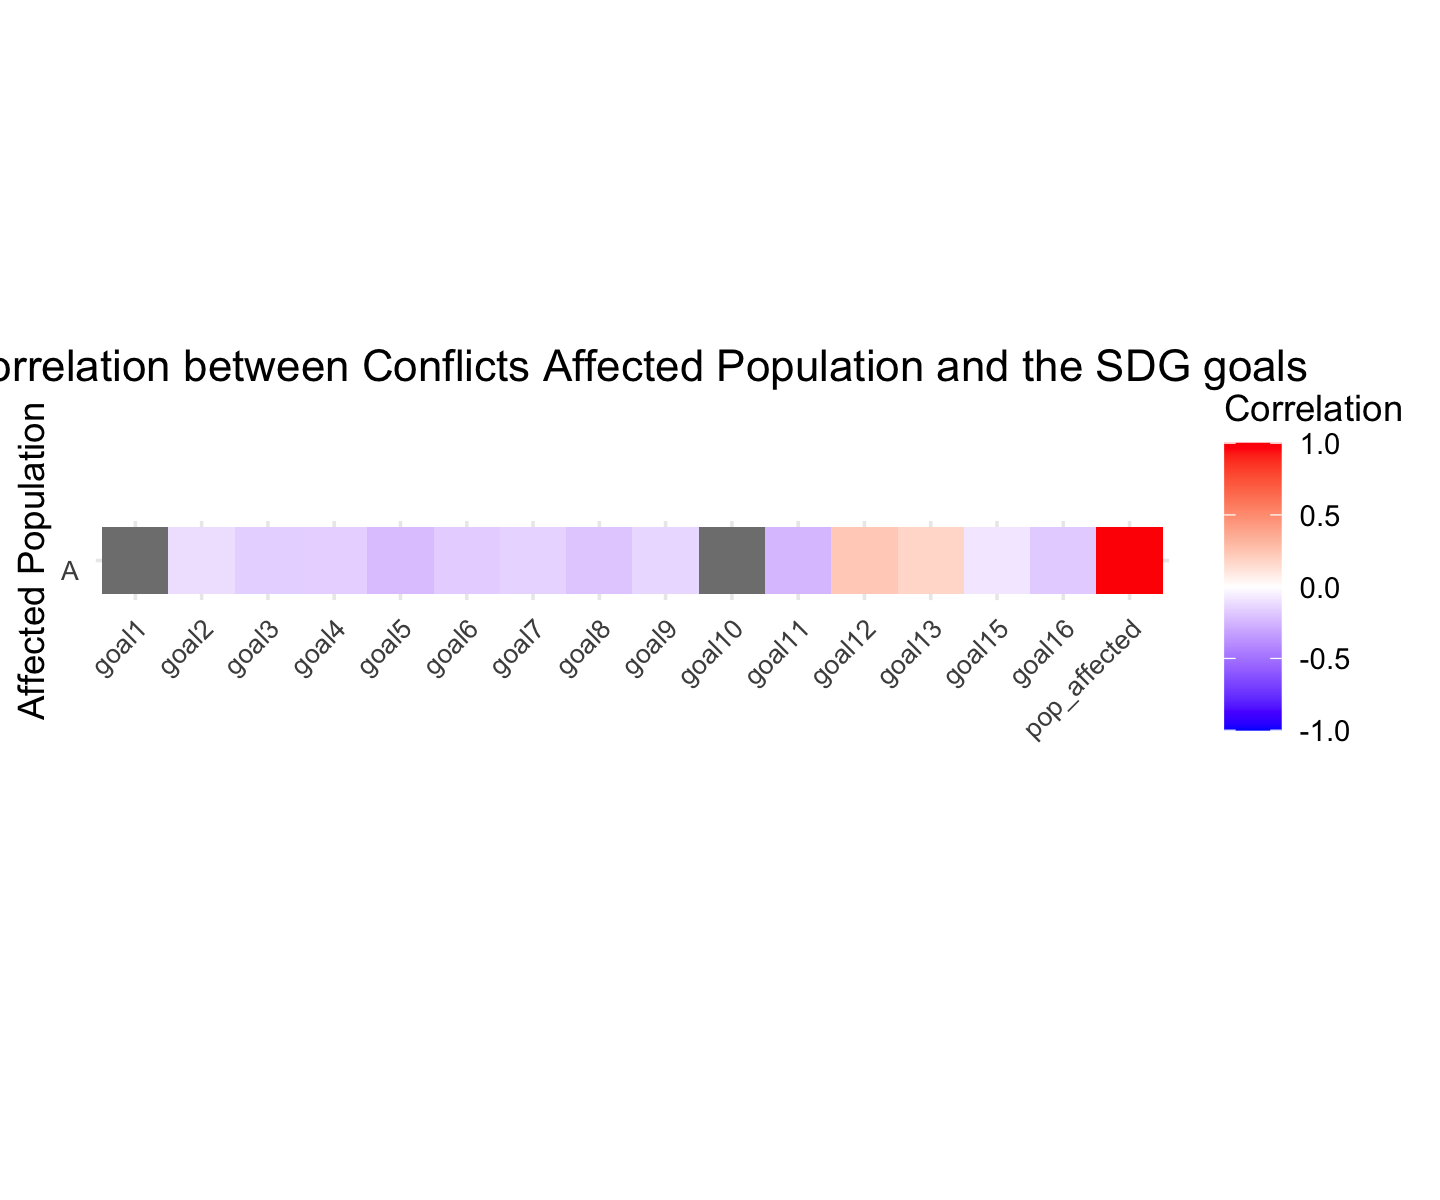 orrelation between Conflicts Affected Population and the SDG goals
Correlation
1.0
0.5
0.0
-0.5
-1.0
Affected Population
A
goal1
goal2
goal3
goal4
goal5
goal6
goal7
goal8
goal9
goal10
goal11
goal12
goal13
goal15
goal16
pop_affected